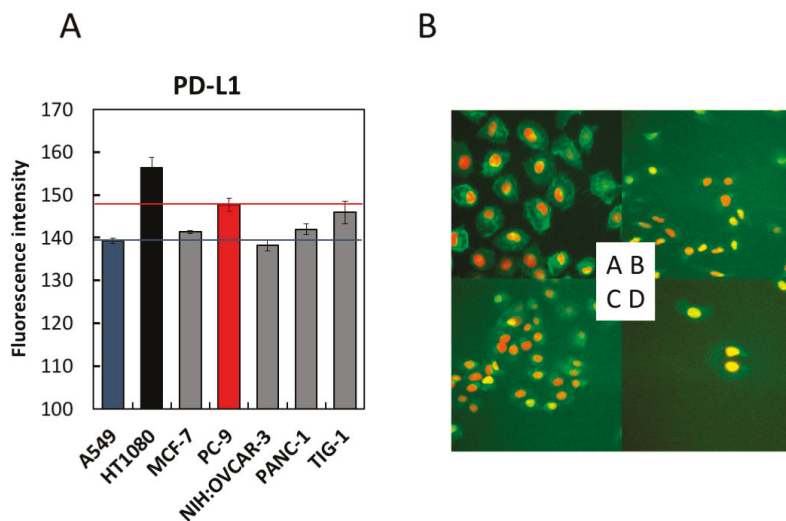 A
B
PD-L1
Fluorescence intensity
170
160
150
140
130
120
110
100
A549
HT1080
MCF-7
PC-9
NIH:OVCAR-3
PANC-1
TIG-1
A B
C D